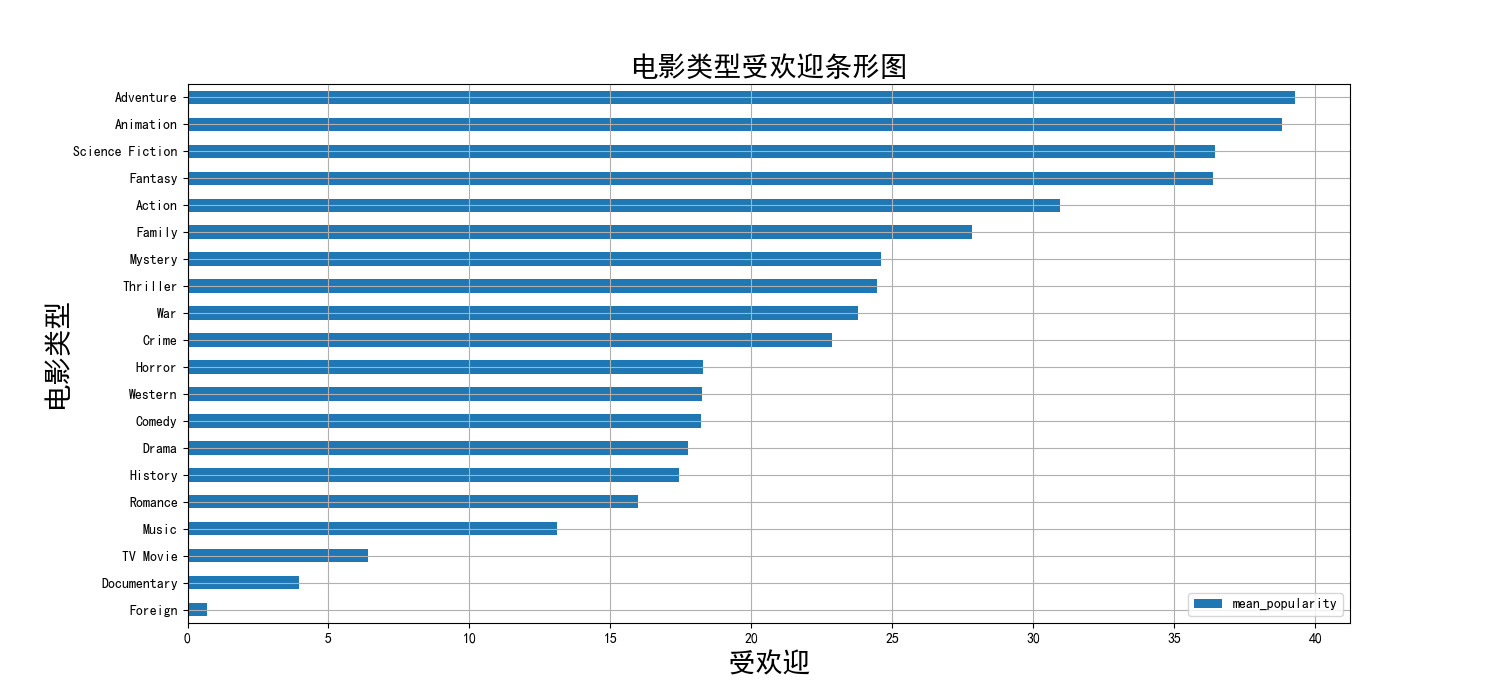 电影类型受欢迎条形图
电影类型
Adventure
Animation
Science Fiction
Fantasy
Action
Family
Mystery
Thriller
War
Crime
Horror
Western
Comedy
Drama
History
Romance
Music
TV Movie
Documentary
Foreign
mean_popularity
0 5 10 15 20 25 30 35 40
受欢迎